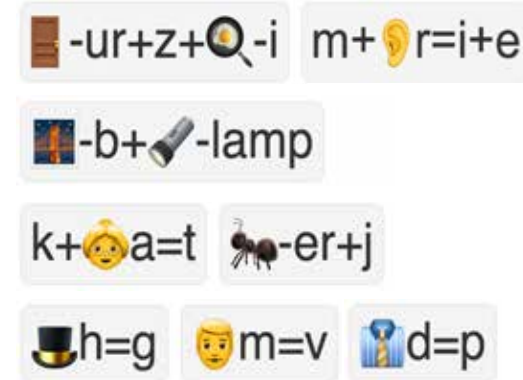 🚪-ur+z+🍳-i m+👂r=i+e
🌉-b+🔦-lamp
k+👵a=t 🐜-er+j
🎩h=g 👨m=v 👔d=p